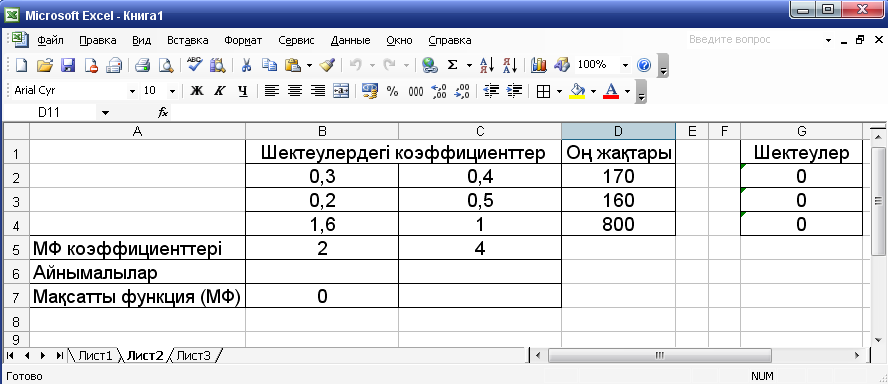 Microsoft Excel - Книга1
Файл Правка Вид Вставка Формат Сервис Данные Окно Справка Введите вопрос
100%
Arial Cyr 10 Ж К Ч % 000
D11 fx
A B C D E F G
1 Шектеулердегі коэффициенттер Оң жақтары Шектеулер
2 0,3 0,4 170 0
3 0,2 0,5 160 0
4 1,6 1 800 0
5 МФ коэффициенттері 2 4
6 Айнымалылар
7 Мақсатты функция (МФ) 0
8
9
Лист1 Лист2 Лист3
Готово NUM